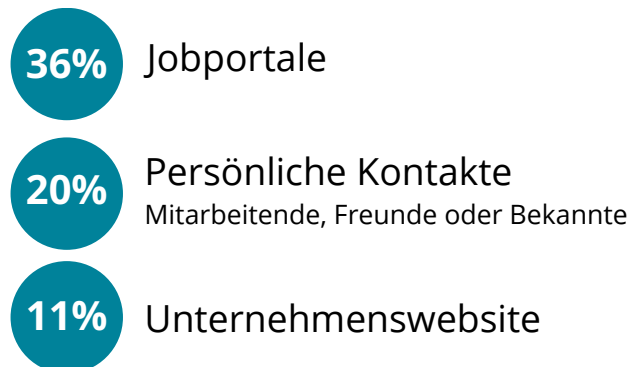 36% Jobportale
20% Persönliche Kontakte
Mitarbeitende, Freunde oder Bekannte
11% Unternehmenswebsite